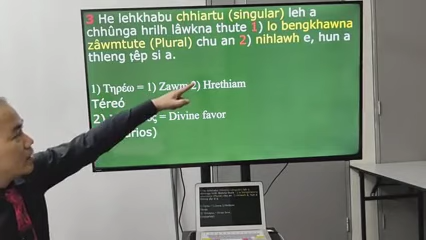 3 He lehkhabu chhiartu (singular) leh a
chhûnga hrilh lâwkna thute 1) lo bengkhawna
zâwmtute (Plural) chu an 2) nihlawh e, hun a
thleng ṭêp si a.
1) Τηρέω = 1) Zawm 2) Hrethiam
Téreó
2) = Divine favor